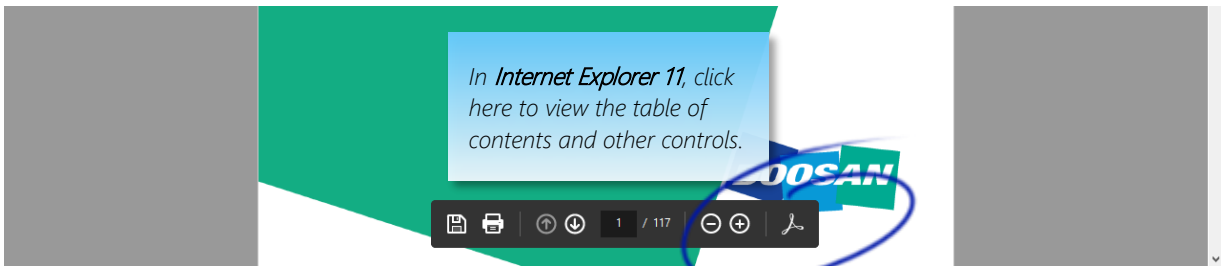 In Internet Explorer 11, click
here to view the table of
contents and other controls.
DOOSAN
1 / 117